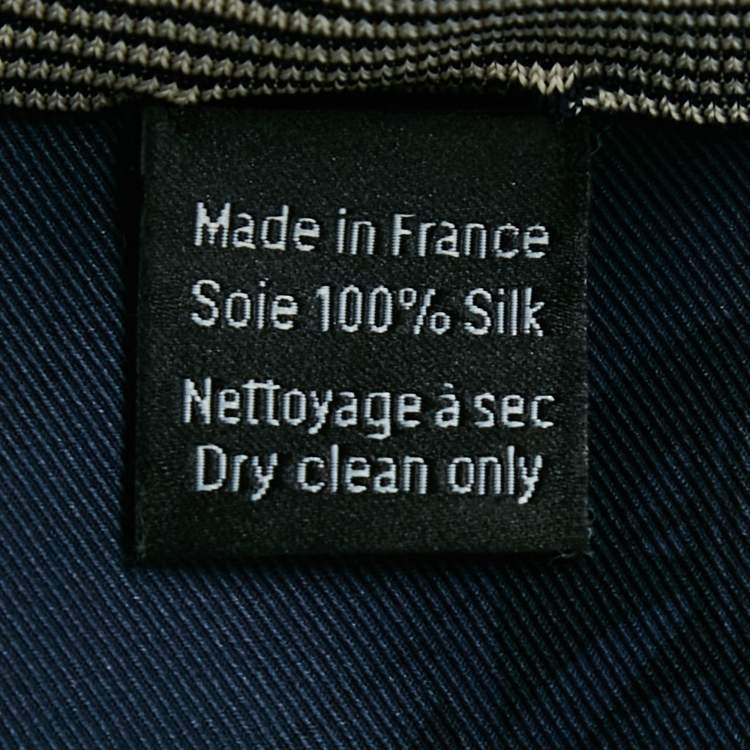 Made in France
Soie 100% Silk
Nettoyage à sec
Dry clean only